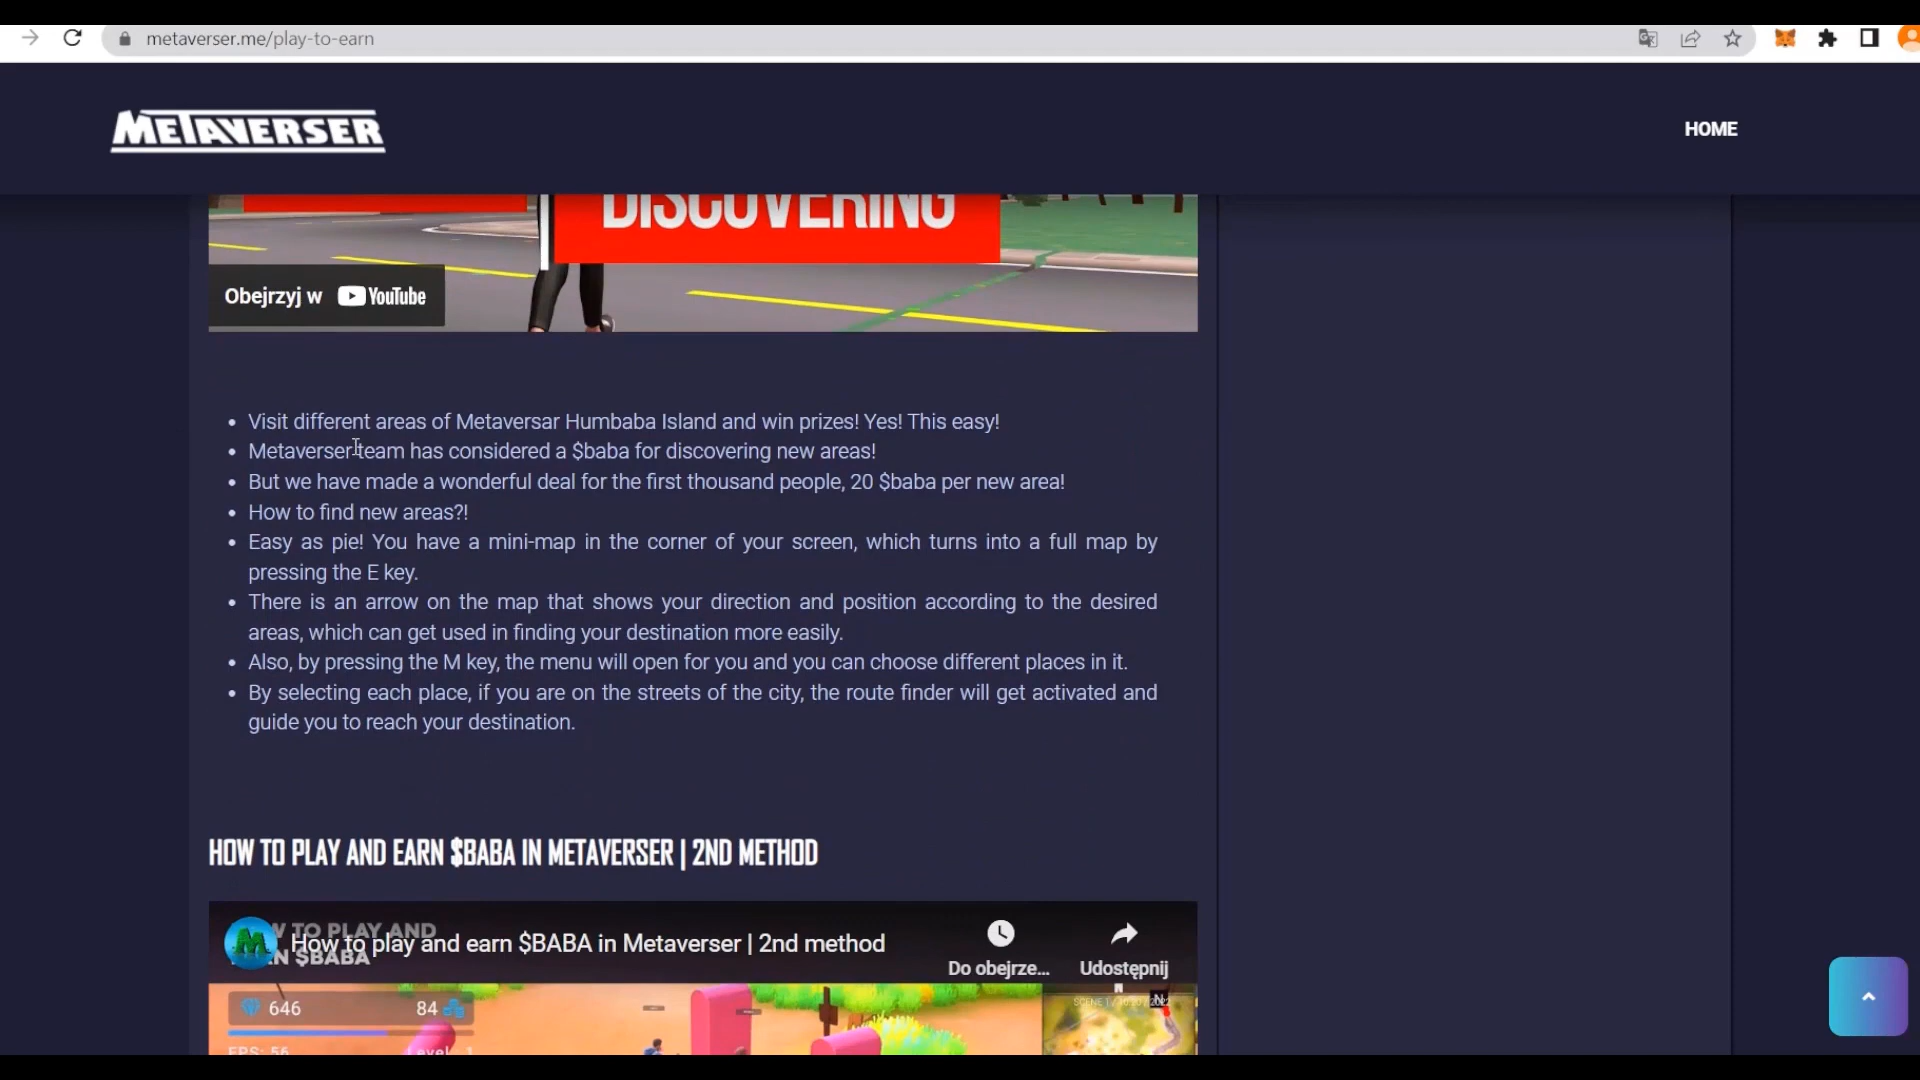 metaverser.me/play-to-earn
METAVERSER
HOME
DISCOVERING
Obejrzyj w YouTube
Visit different areas of Metaversar Humbaba Island and win prizes! Yes! This easy!
Metaverser team has considered a $baba for discovering new areas!
But we have made a wonderful deal for the first thousand people, 20 $baba per new area!
How to find new areas?!
Easy as pie! You have a mini-map in the corner of your screen, which turns into a full map by
pressing the E key.
There is an arrow on the map that shows your direction and position according to the desired
areas, which can get used in finding your destination more easily.
Also, by pressing the M key, the menu will open for you and you can choose different places in it.
By selecting each place, if you are on the streets of the city, the route finder will get activated and
guide you to reach your destination.
HOW TO PLAY AND EARN $BABA IN METAVERSER | 2ND METHOD
W TO PLAY AND
N $BABA
How to play and earn $BABA in Metaverser | 2nd method
Do obejrze...
Udostępnij
646
84
FPS: 56
Level
N